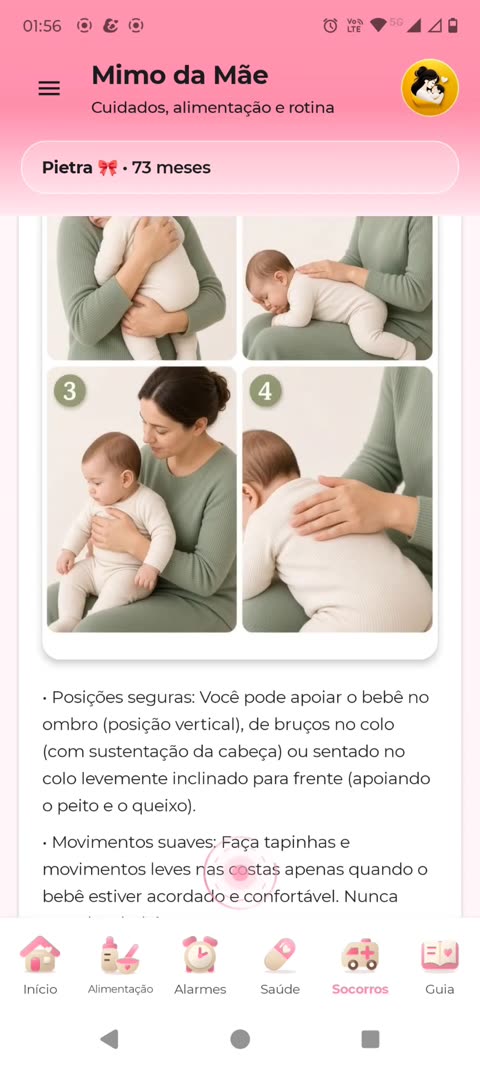 01:56
Vo))
LTE
5G
Mimo da Mãe
Cuidados, alimentação e rotina
Pietra 🎀 • 73 meses
3
4
• Posições seguras: Você pode apoiar o bebê no
ombro (posição vertical), de bruços no colo
(com sustentação da cabeça) ou sentado no
colo levemente inclinado para frente (apoiando
o peito e o queixo).
• Movimentos suaves: Faça tapinhas e
movimentos leves nas costas apenas quando o
bebê estiver acordado e confortável. Nunca
Início
Alimentação
Alarmes
Saúde
Socorros
Guia